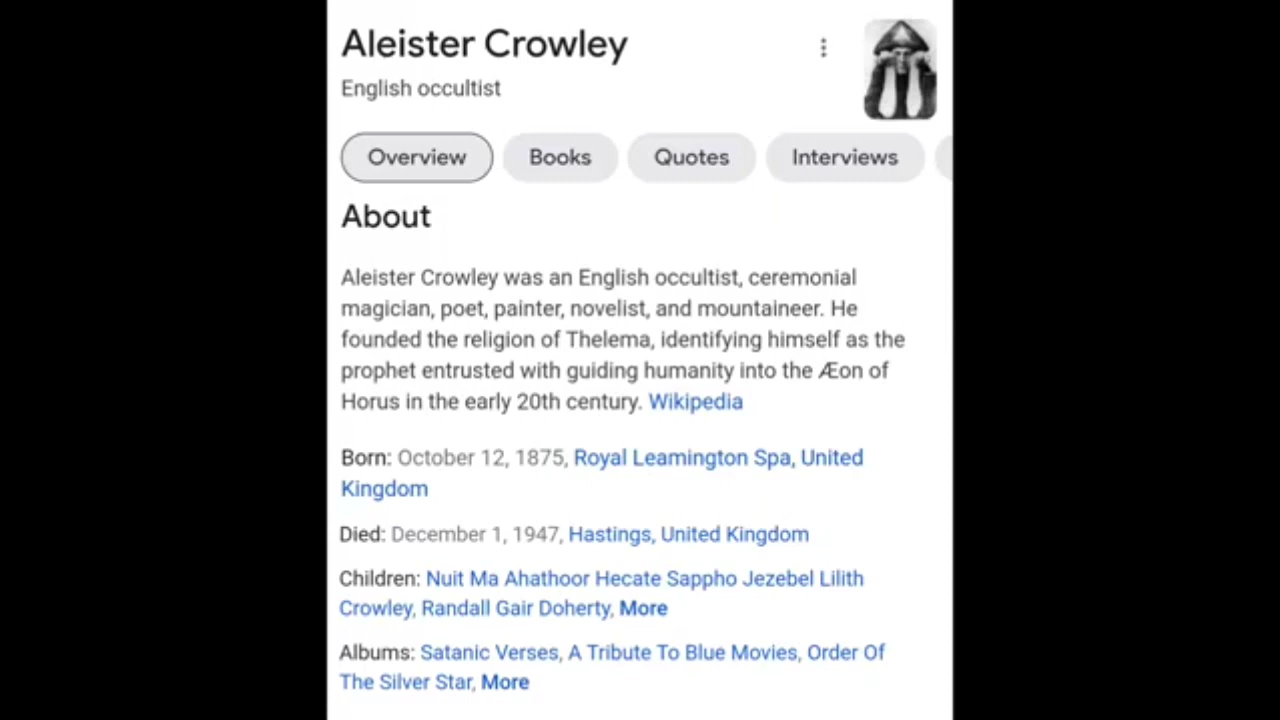 Aleister Crowley
English occultist
Overview Books Quotes Interviews
About
Aleister Crowley was an English occultist, ceremonial
magician, poet, painter, novelist, and mountaineer. He
founded the religion of Thelema, identifying himself as the
prophet entrusted with guiding humanity into the Æon of
Horus in the early 20th century. Wikipedia
Born: October 12, 1875, Royal Leamington Spa, United
Kingdom
Died: December 1, 1947, Hastings, United Kingdom
Children: Nuit Ma Ahathoor Hecate Sappho Jezebel Lilith
Crowley, Randall Gair Doherty, More
Albums: Satanic Verses, A Tribute To Blue Movies, Order Of
The Silver Star, More